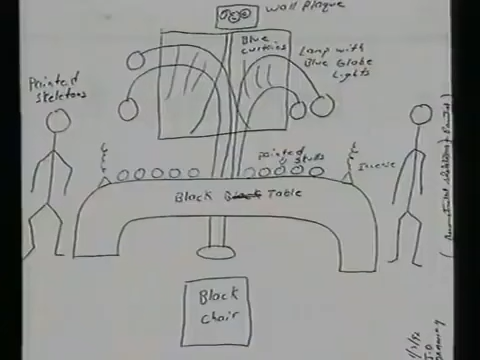 wall Plaque
Blue
curtains
Lamp with
Blue Globe
Lights
Painted
skeletons
Painted
skulls
Incense
Black Table
Black
Chair